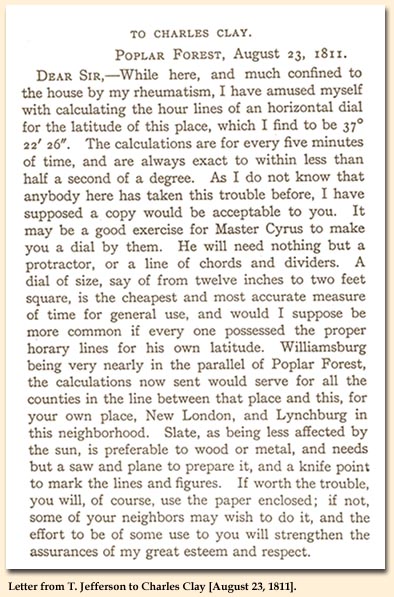 TO CHARLES CLAY.
POPLAR FOREST, August 23, 1811.
DEAR SIR,—While here, and much confined to
the house by my rheumatism, I have amused myself
with calculating the hour lines of an horizontal dial
for the latitude of this place, which I find to be 37°
22′ 26″. The calculations are for every five minutes
of time, and are always exact to within less than
half a second of a degree. As I do not know that
anybody here has taken this trouble before, I have
supposed a copy would be acceptable to you. It
may be a good exercise for Master Cyrus to make
you a dial by them. He will need nothing but a
protractor, or a line of chords and dividers. A
dial of size, say of from twelve inches to two feet
square, is the cheapest and most accurate measure
of time for general use, and would I suppose be
more common if every one possessed the proper
horary lines for his own latitude. Williamsburg
being very nearly in the parallel of Poplar Forest,
the calculations now sent would serve for all the
counties in the line between that place and this, for
your own place, New London, and Lynchburg in
this neighborhood. Slate, as being less affected by
the sun, is preferable to wood or metal, and needs
but a saw and plane to prepare it, and a knife point
to mark the lines and figures. If worth the trouble,
you will, of course, use the paper enclosed; if not,
some of your neighbors may wish to do it, and the
effort to be of some use to you will strengthen the
assurances of my great esteem and respect.
Letter from T. Jefferson to Charles Clay [August 23, 1811].